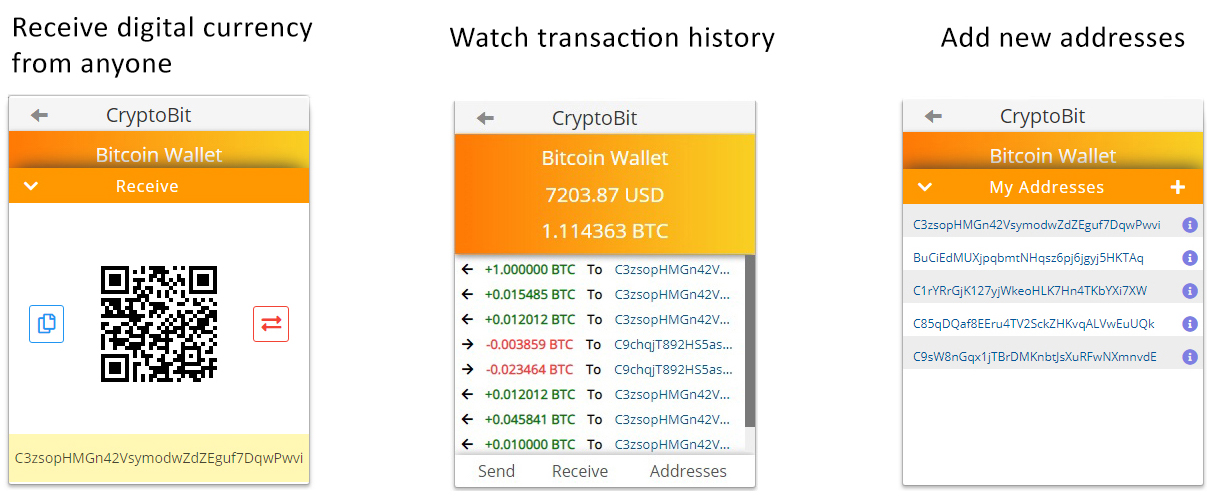 Receive digital currency
from anyone
CryptoBit
Bitcoin Wallet
Receive
C3zsopHMGn42VsymodwZdZEguf7DqwPwvi
Watch transaction history
CryptoBit
Bitcoin Wallet
7203.87 USD
1.114363 BTC
+1.000000 BTC To C3zsopHMGn42V...
+0.015485 BTC To C3zsopHMGn42V...
+0.012012 BTC To C3zsopHMGn42V...
-0.003859 BTC To C9chqjT892HS5as...
-0.023464 BTC To C9chqjT892HS5as...
+0.012012 BTC To C3zsopHMGn42V...
+0.045841 BTC To C3zsopHMGn42V...
+0.010000 BTC To C3zsopHMGn42V...
Send Receive Addresses
Add new addresses
CryptoBit
Bitcoin Wallet
My Addresses
C3zsopHMGn42VsymodwZdZEguf7DqwPwvi
BuCiEdMUXjpqbmtNHqsz6pj6jgyj5HKTAq
C1rYRrGjK127yjWkeoHLK7Hn4TKbYXi7XW
C85qDQaf8EEru4TV2SckZHKvqALVwEuUQk
C9sW8nGqx1jTBrDMKnbtJsXuRFwNXmnvdE